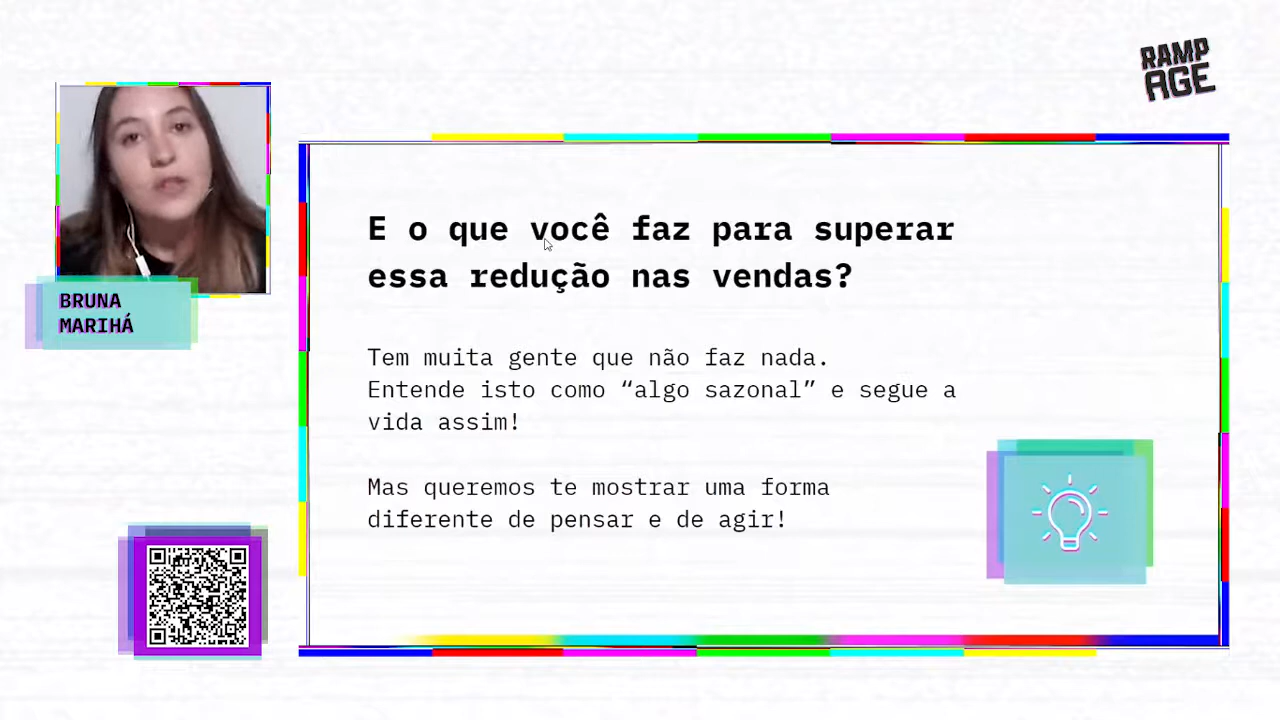 RAMP
AGE
BRUNA
MARIHÁ
E o que você faz para superar
essa redução nas vendas?
Tem muita gente que não faz nada.
Entende isto como “algo sazonal” e segue a
vida assim!
Mas queremos te mostrar uma forma
diferente de pensar e de agir!